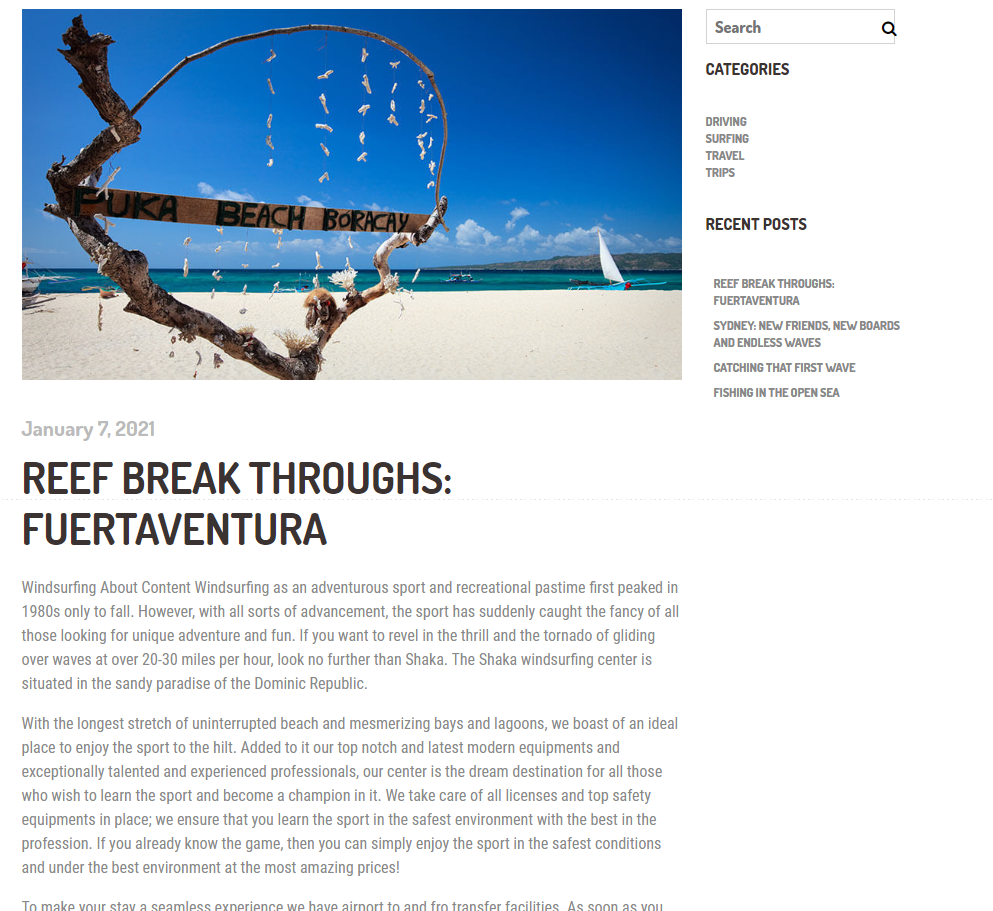 PUKA BEACH BORACAY
January 7, 2021
REEF BREAK THROUGHS:
FUERTAVENTURA
Windsurfing About Content Windsurfing as an adventurous sport and recreational pastime first peaked in
1980s only to fall. However, with all sorts of advancement, the sport has suddenly caught the fancy of all
those looking for unique adventure and fun. If you want to revel in the thrill and the tornado of gliding
over waves at over 20-30 miles per hour, look no further than Shaka. The Shaka windsurfing center is
situated in the sandy paradise of the Dominic Republic.
With the longest stretch of uninterrupted beach and mesmerizing bays and lagoons, we boast of an ideal
place to enjoy the sport to the hilt. Added to it our top notch and latest modern equipments and
exceptionally talented and experienced professionals, our center is the dream destination for all those
who wish to learn the sport and become a champion in it. We take care of all licenses and top safety
equipments in place; we ensure that you learn the sport in the safest environment with the best in the
profession. If you already know the game, then you can simply enjoy the sport in the safest conditions
and under the best environment at the most amazing prices!
To make your stay a seamless experience we have airport to and fro transfer facilities. As soon as you
Search
CATEGORIES
DRIVING
SURFING
TRAVEL
TRIPS
RECENT POSTS
REEF BREAK THROUGHS:
FUERTAVENTURA
SYDNEY: NEW FRIENDS, NEW BOARDS
AND ENDLESS WAVES
CATCHING THAT FIRST WAVE
FISHING IN THE OPEN SEA